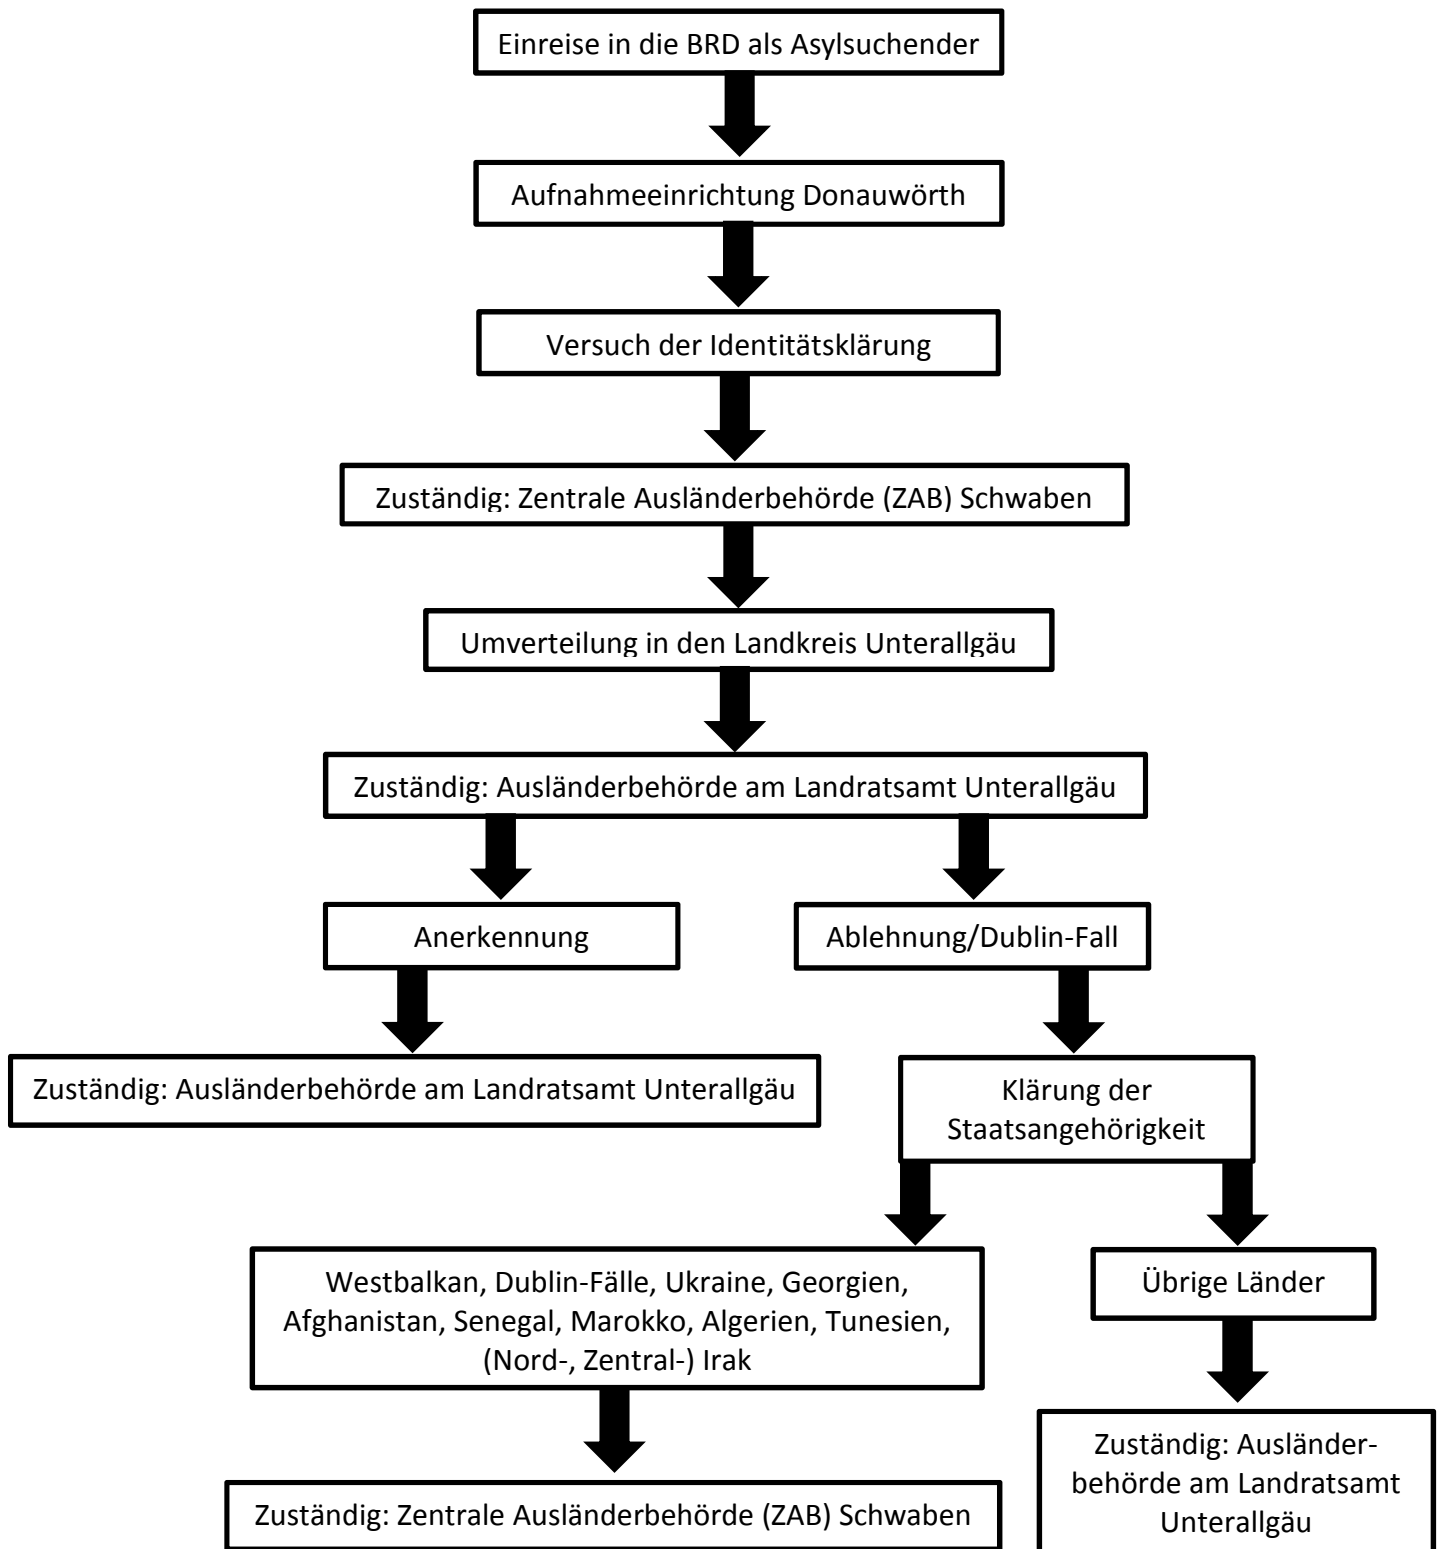 Einreise in die BRD als Asylsuchender
Aufnahmeeinrichtung Donauwörth
Versuch der Identitätsklärung
Zuständig: Zentrale Ausländerbehörde (ZAB) Schwaben
Umverteilung in den Landkreis Unterallgäu
Zuständig: Ausländerbehörde am Landratsamt Unterallgäu
Anerkennung
Ablehnung/Dublin-Fall
Zuständig: Ausländerbehörde am Landratsamt Unterallgäu
Klärung der
Staatsangehörigkeit
Westbalkan, Dublin-Fälle, Ukraine, Georgien,
Afghanistan, Senegal, Marokko, Algerien, Tunesien,
(Nord-, Zentral-) Irak
Übrige Länder
Zuständig: Zentrale Ausländerbehörde (ZAB) Schwaben
Zuständig: Ausländer-
behörde am Landratsamt
Unterallgäu